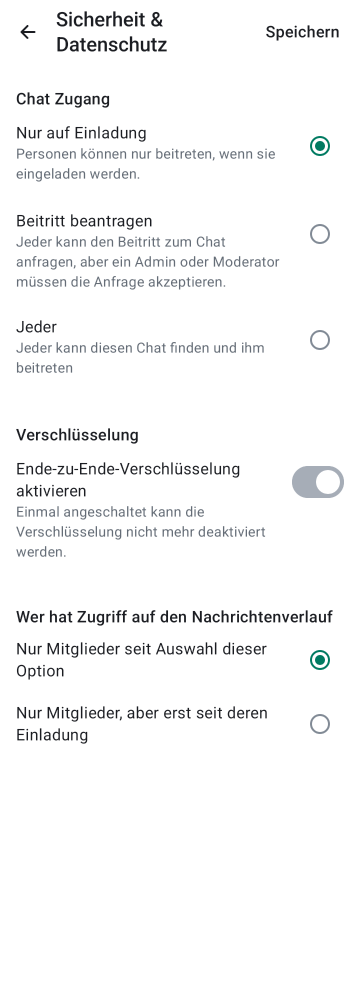 Sicherheit &
Datenschutz
Speichern
Chat Zugang
Nur auf Einladung
Personen können nur beitreten, wenn sie
eingeladen werden.
Beitritt beantragen
Jeder kann den Beitritt zum Chat
anfragen, aber ein Admin oder Moderator
müssen die Anfrage akzeptieren.
Jeder
Jeder kann diesen Chat finden und ihm
beitreten
Verschlüsselung
Ende-zu-Ende-Verschlüsselung
aktivieren
Einmal angeschaltet kann die
Verschlüsselung nicht mehr deaktiviert
werden.
Wer hat Zugriff auf den Nachrichtenverlauf
Nur Mitglieder seit Auswahl dieser
Option
Nur Mitglieder, aber erst seit deren
Einladung